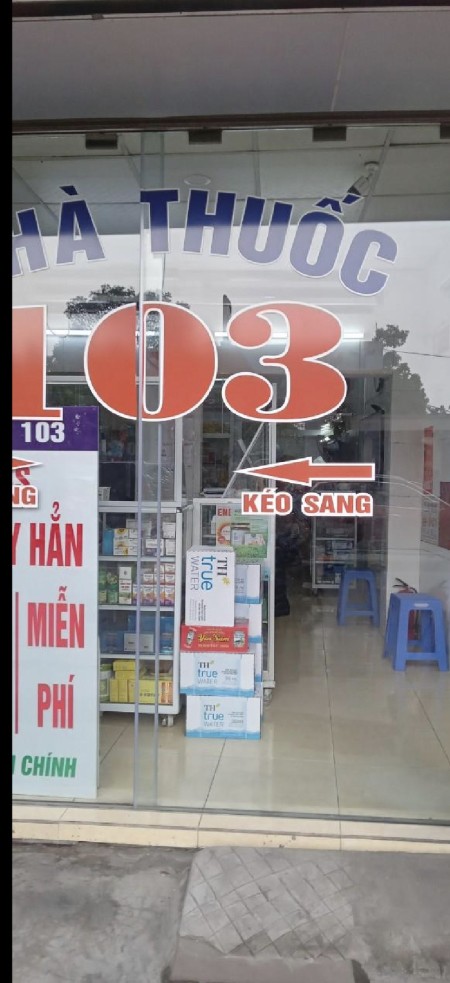 HÀ THUỐC
103
103
NG
KÉO SANG
Y HẲN
MIỄN
PHÍ
CHÍNH
TH
true
WATER
TH
true
WATER
TH
true
WATER